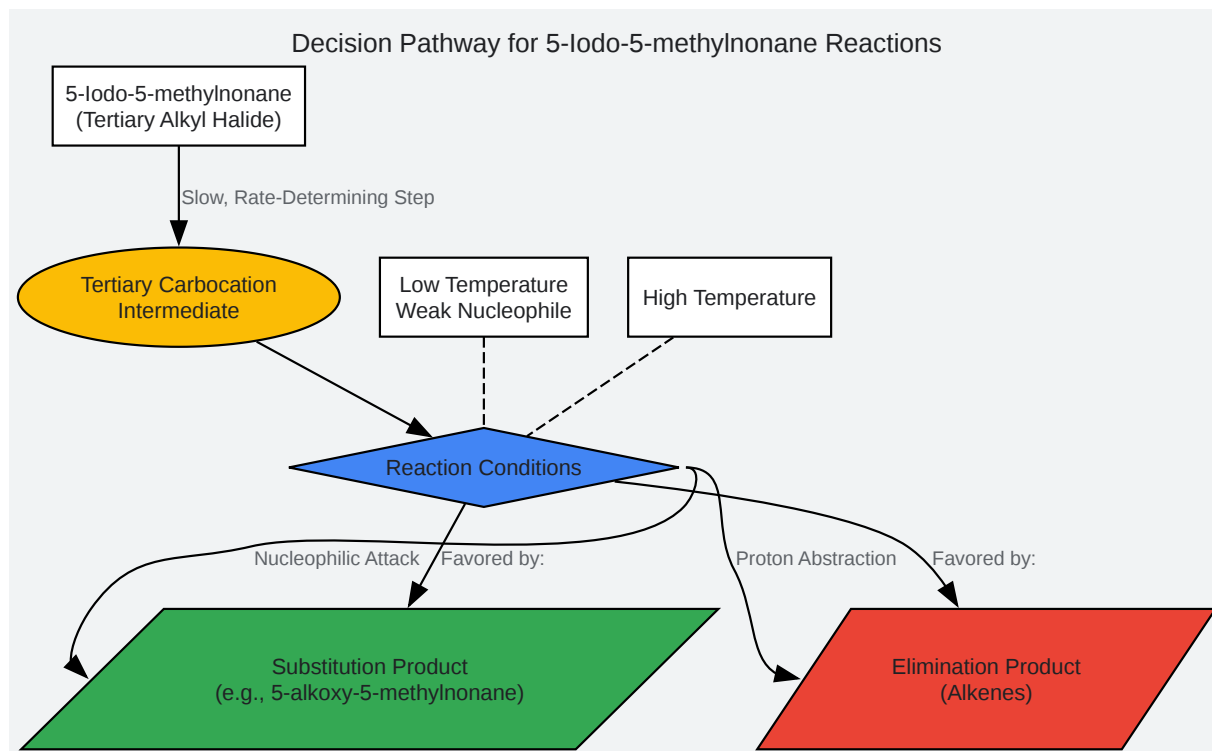 Decision Pathway for 5-Iodo-5-methylnonane Reactions
5-Iodo-5-methylnonane
(Tertiary Alkyl Halide)
Slow, Rate-Determining Step
Tertiary Carbocation
Intermediate
Low Temperature
Weak Nucleophile
High Temperature
Reaction Conditions
Nucleophilic Attack
Favored by:
Proton Abstraction
Favored by:
Substitution Product
(e.g., 5-alkoxy-5-methylnonane)
Elimination Product
(Alkenes)